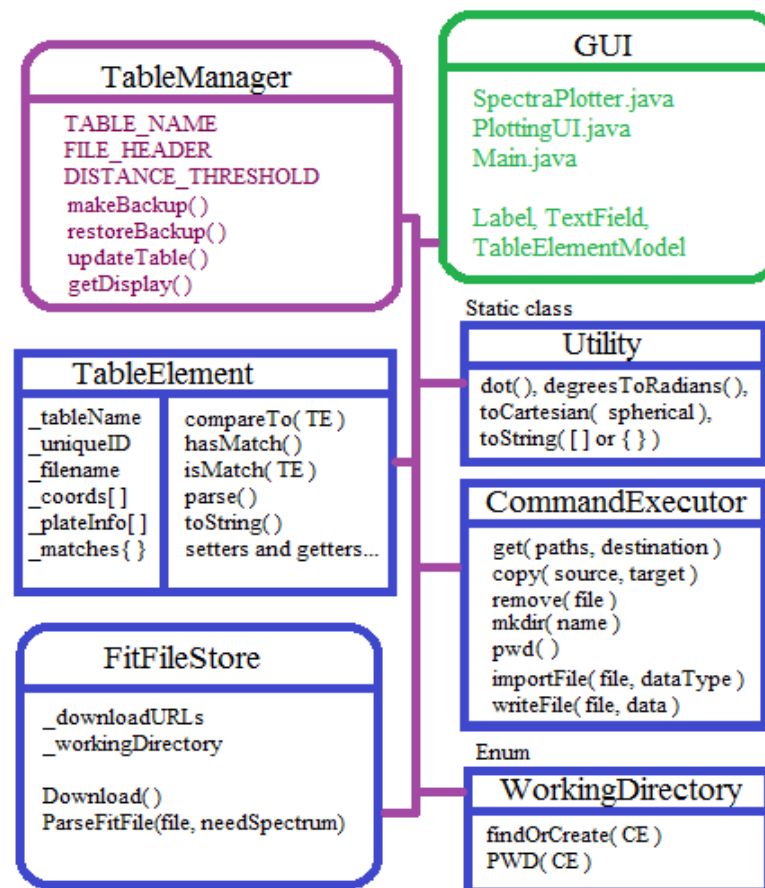 TableManager
TABLE_NAME
FILE_HEADER
DISTANCE_THRESHOLD
makeBackup()
restoreBackup()
updateTable()
getDisplay()
GUI
SpectraPlotter.java
PlottingUI.java
Main.java
Label, TextField,
TableElementModel
TableElement
_tableName
_uniqueID
_filename
_coords[ ]
_plateInfo[ ]
_matches{ }
compareTo( TE )
hasMatch()
isMatch( TE )
parse()
toString()
setters and getters...
Static class
Utility
dot(), degreesToRadians(),
toCartesian( spherical),
toString( [ ] or { } )
CommandExecutor
get( paths, destination )
copy( source, target )
remove( file )
mkdir( name )
pwd( )
importFile( file, dataType )
writeFile( file, data )
FitFileStore
_downloadURLs
_workingDirectory
Download()
ParseFitFile(file, needSpectrum)
Enum
WorkingDirectory
findOrCreate( CE )
PWD( CE )